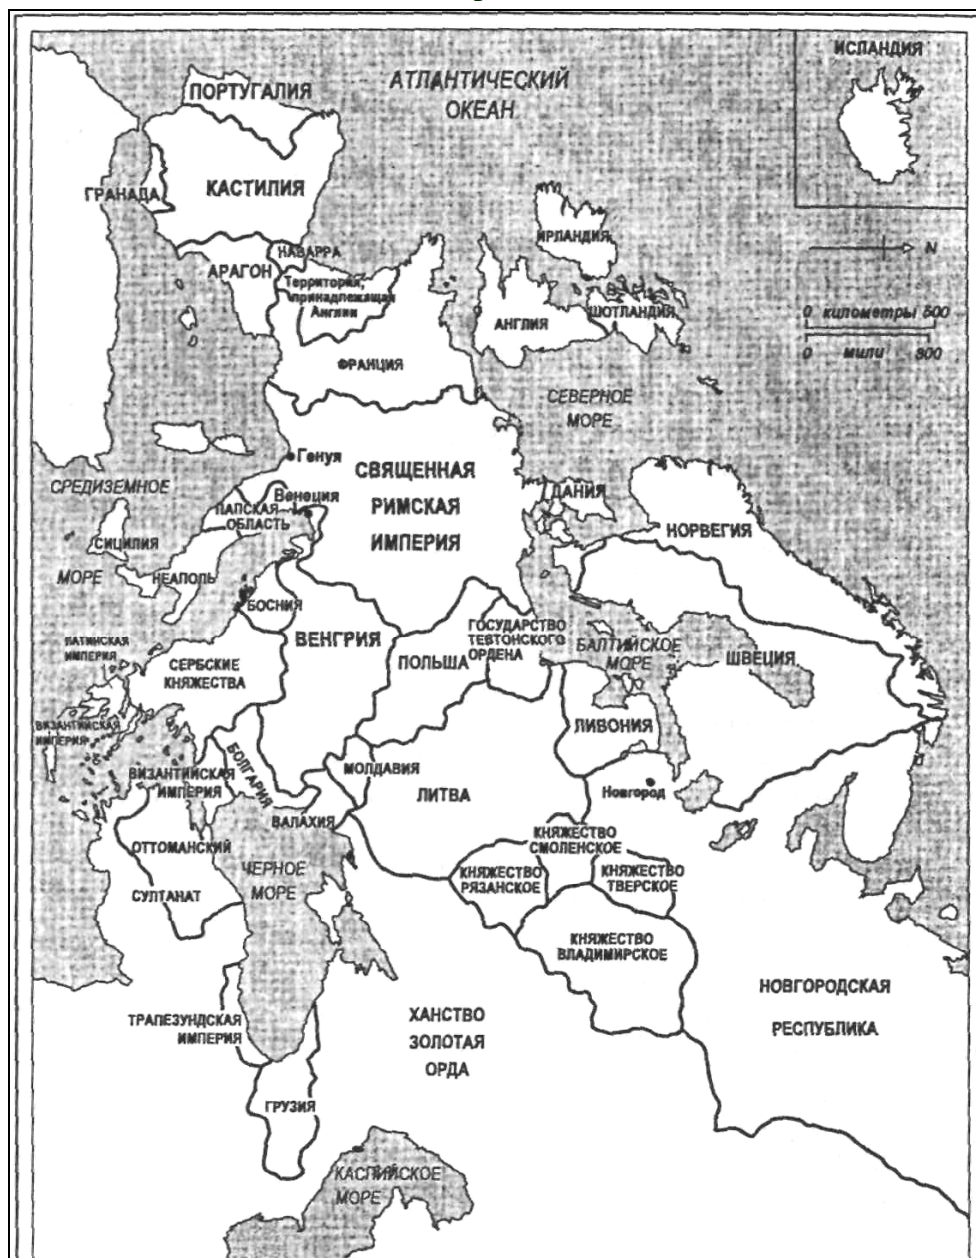 ИСЛАНДИЯ
АТЛАНТИЧЕСКИЙ
ОКЕАН
ПОРТУГАЛИЯ
ГРАНАДА
КАСТИЛИЯ
ИРЛАНДИЯ
N
НАВАРРА
АРАГОН
Территория,
принадлежащая
Англии
АНГЛИЯ
ШОТЛАНДИЯ
0 километры 500
0 мили 300
ФРАНЦИЯ
СЕВЕРНОЕ
МОРЕ
Генуя
СВЯЩЕННАЯ
РИМСКАЯ
ИМПЕРИЯ
СРЕДИЗЕМНОЕ
МОРЕ
Венеция
ПАПСКАЯ
ОБЛАСТЬ
ДАНИЯ
НОРВЕГИЯ
СИЦИЛИЯ
НЕАПОЛЬ
БОСНИЯ
ВЕНГРИЯ
ПОЛЬША
ГОСУДАРСТВО
ТЕВТОНСКОГО
ОРДЕНА
БАЛТИЙСКОЕ
МОРЕ
ШВЕЦИЯ
ЛАТИНСКАЯ
ИМПЕРИЯ
СЕРБСКИЕ
КНЯЖЕСТВА
ВИЗАНТИЙСКАЯ
ИМПЕРИЯ
ЛИВОНИЯ
ВИЗАНТИЙСКАЯ
ИМПЕРИЯ
БОЛГАРИЯ
МОЛДАВИЯ
ЛИТВА
Новгород
ВАЛАХИЯ
ОТТОМАНСКИЙ
СУЛТАНАТ
ЧЕРНОЕ
МОРЕ
КНЯЖЕСТВО
СМОЛЕНСКОЕ
КНЯЖЕСТВО
РЯЗАНСКОЕ
КНЯЖЕСТВО
ТВЕРСКОЕ
КНЯЖЕСТВО
ВЛАДИМИРСКОЕ
НОВГОРОДСКАЯ
РЕСПУБЛИКА
ТРАПЕЗУНДСКАЯ
ИМПЕРИЯ
ХАНСТВО
ЗОЛОТАЯ
ОРДА
ГРУЗИЯ
КАСПИЙСКОЕ
МОРЕ